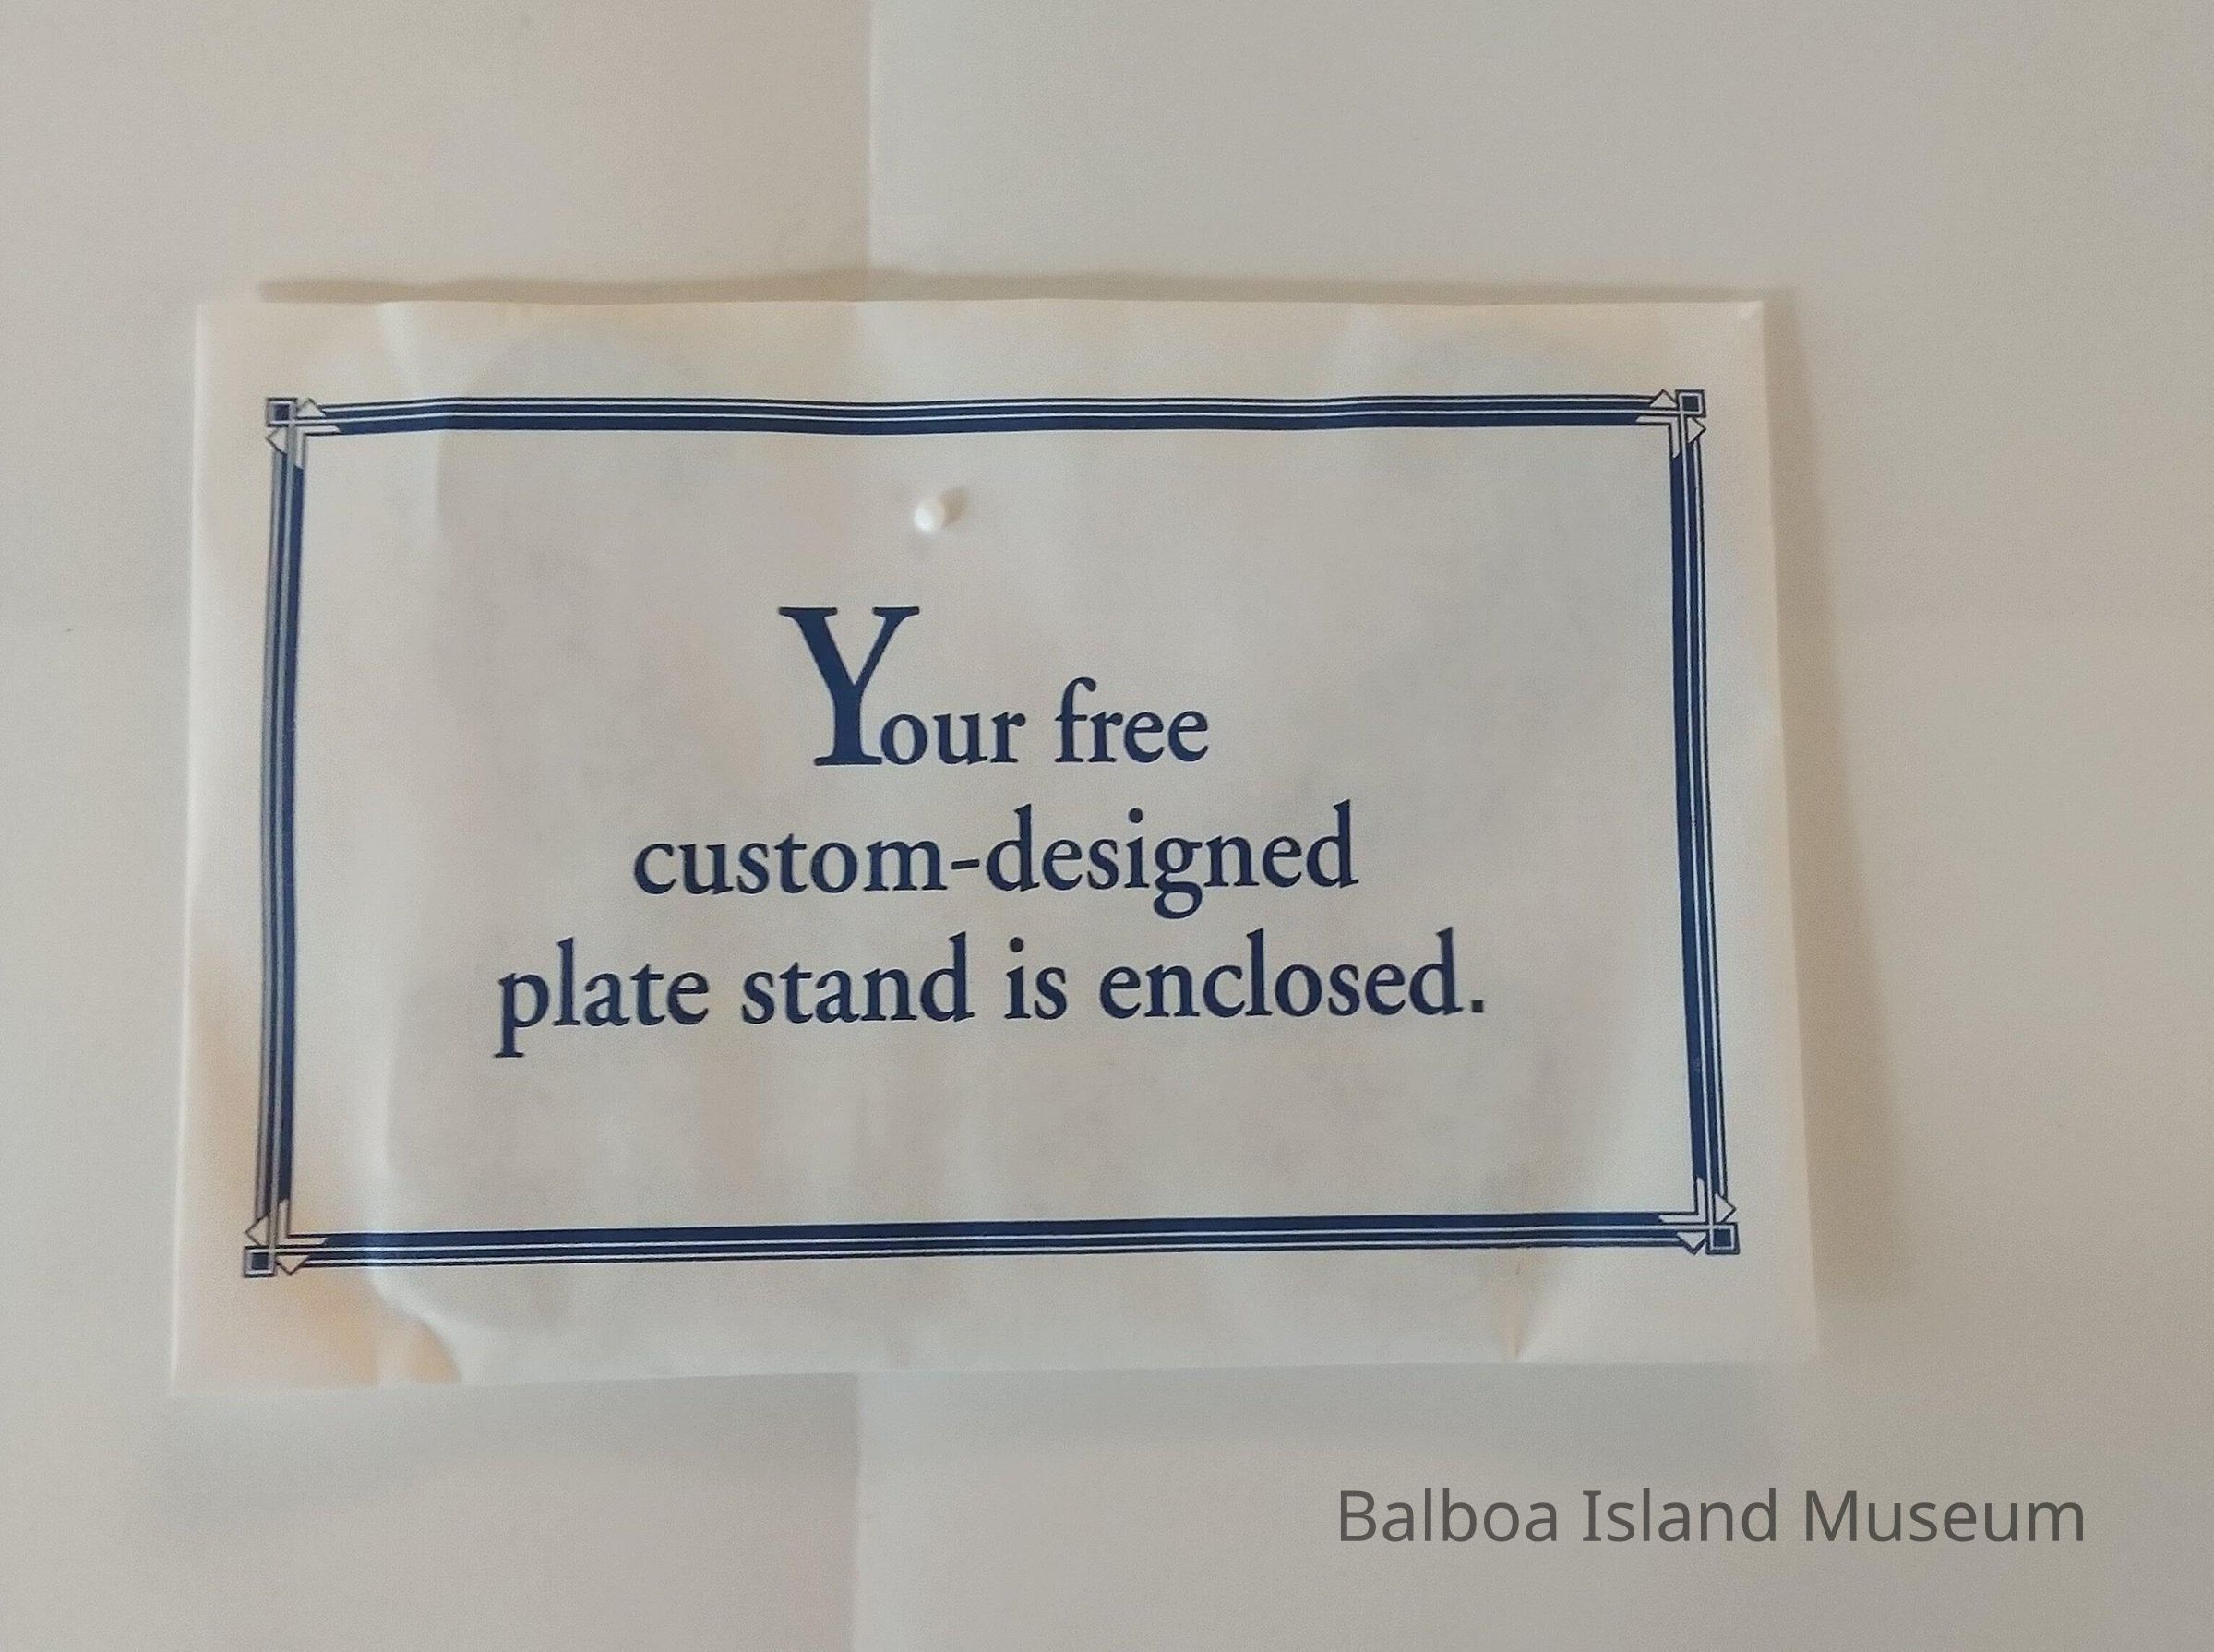 Your free
custom-designed
plate stand is enclosed.
Balboa Island Museum